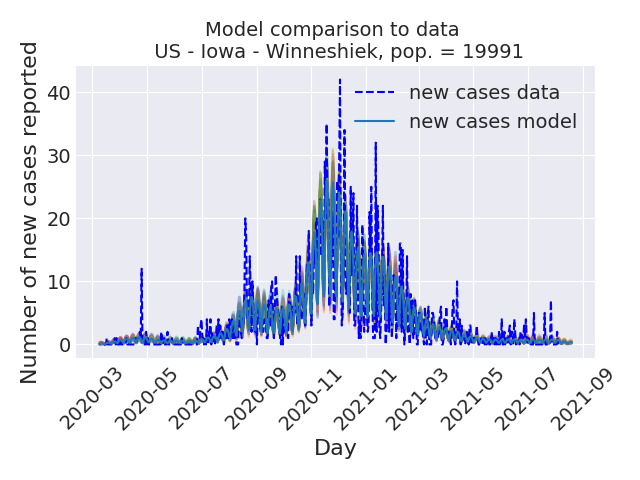 Model comparison to data
US - Iowa - Winneshiek, pop. = 19991
new cases data
new cases model
Number of new cases reported
40
30
20
10
0
2020-03
2020-05
2020-07
2020-09
2020-11
2021-01
2021-03
2021-05
2021-07
2021-09
Day